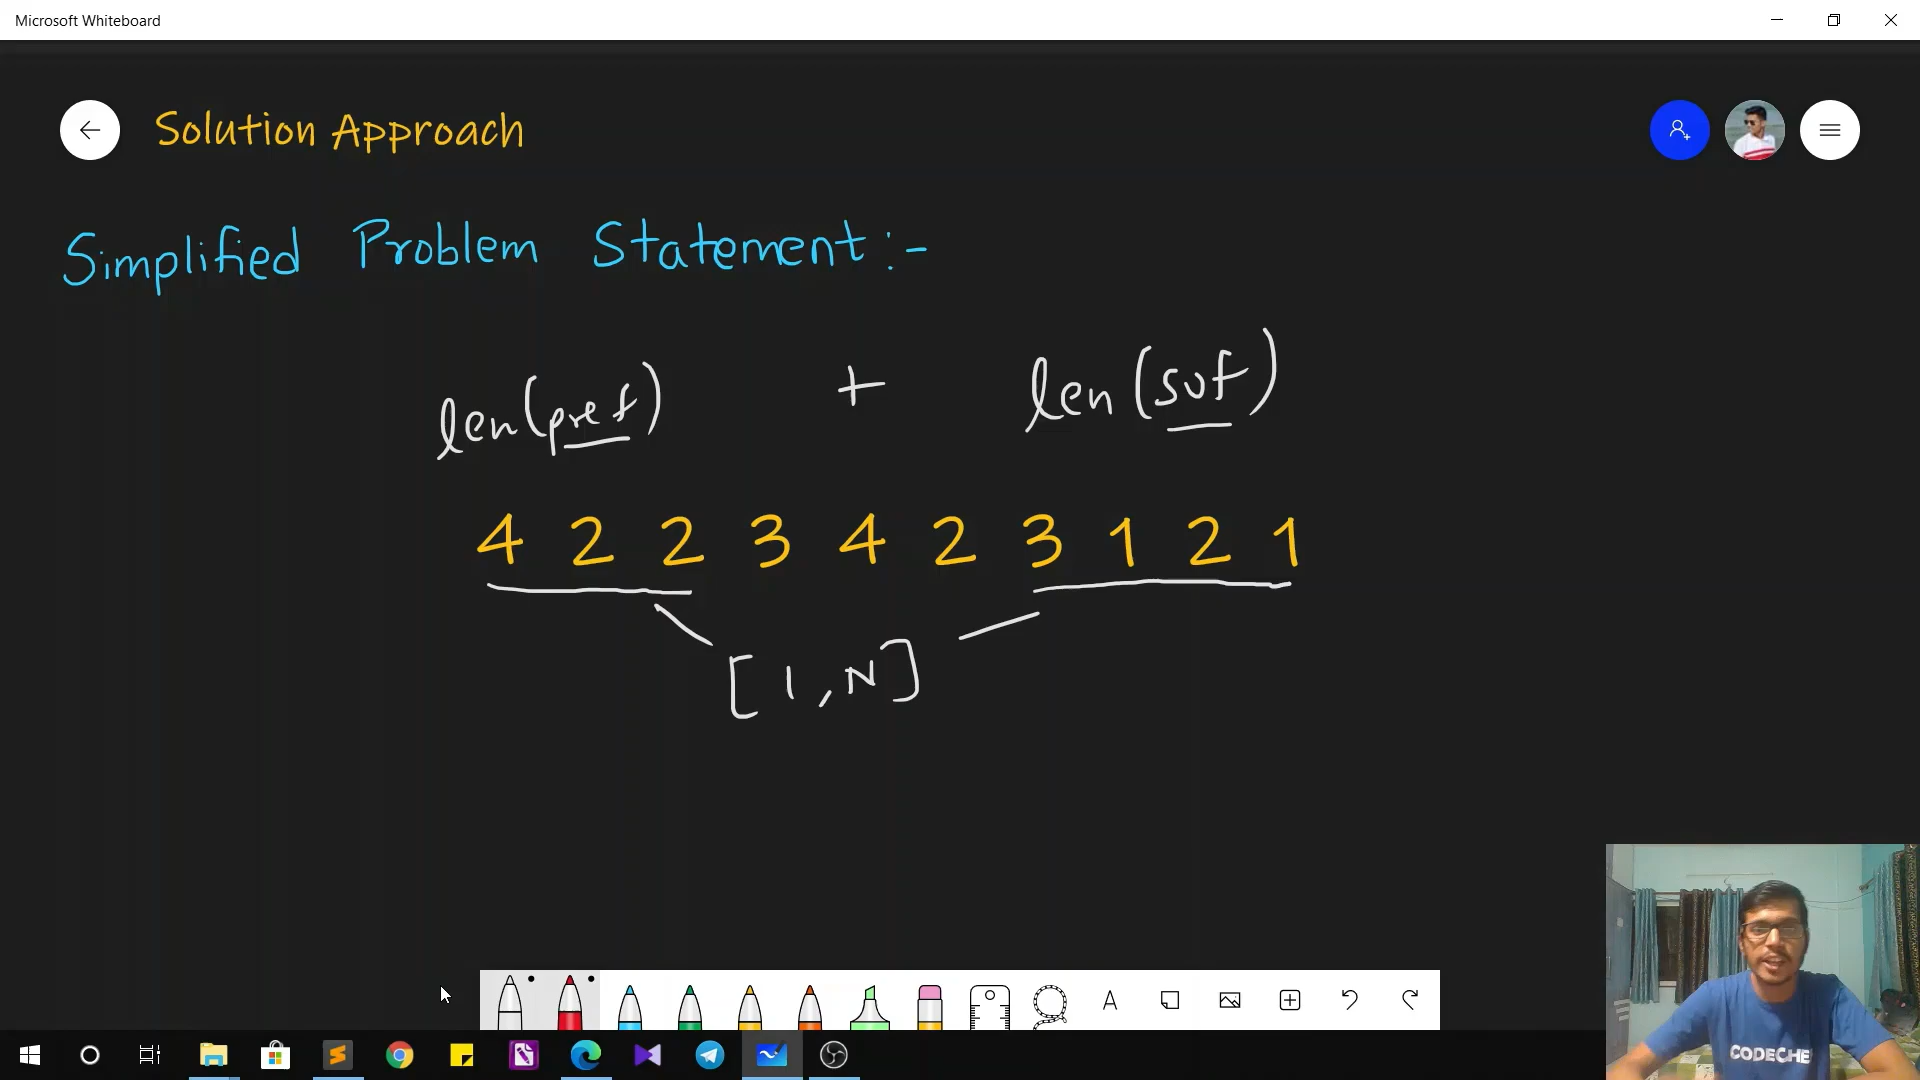 Microsoft Whiteboard
Solution Approach
Simplified Problem Statement:-
len(pref) + len(suf)
4 2 2 3 4 2 3 1 2 1
[1,N]
CODECHE